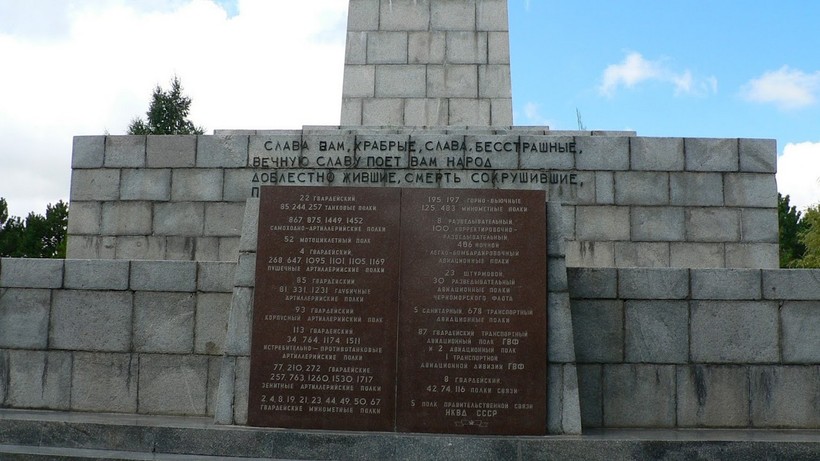 СЛАВА ВАМ, ХРАБРЫЕ, СЛАВА, БЕССТРАШНЫЕ,
ВЕЧНУЮ СЛАВУ ПОЕТ ВАМ НАРОД
ДОБЛЕСТНО ЖИВШИЕ, СМЕРТЬ СОКРУШИВШИЕ,
22 ГВАРДЕЙСКИЙ
85 244 257 ТАНКОВЫЕ ПОЛКИ
867 875 1449 1452
САМОХОДНО АРТИЛЛЕРИЙСКИЕ ПОЛКИ
52 МОТОЦИКЛЕТНЫЙ ПОЛК
4 ГВАРДЕЙСКИЙ
268 647 1095 1101 1105 1169
ПУШЕЧНЫЕ АРТИЛЛЕРИЙСКИЕ ПОЛКИ
85 ГВАРДЕЙСКИЙ
81 331 1231 ГАУБИЧНЫЕ
АРТИЛЛЕРИЙСКИЕ ПОЛКИ
93 ГВАРДЕЙСКИЙ
КОРПУСНЫЙ АРТИЛЛЕРИЙСКИЙ ПОЛК
113 ГВАРДЕЙСКИЙ
34 764 1174 1511
ИСТРЕБИТЕЛЬНО – ПРОТИВОТАНКОВЫЕ
АРТИЛЛЕРИЙСКИЕ ПОЛКИ
77, 210, 272 ГВАРДЕЙСКИЕ
257, 763, 1260, 1530, 1717
ЗЕНИТНЫЕ АРТИЛЛЕРИЙСКИЕ ПОЛКИ
2, 4, 8, 19, 21, 23, 44, 49, 50, 67
ГВАРДЕЙСКИЕ МИНОМЕТНЫЕ ПОЛКИ
195, 197 ГОРНО-ВЬЮЧНЫЕ
125, 483 МИНОМЕТНЫЕ ПОЛКИ
8 РАЗВЕДЫВАТЕЛЬНЫЙ
100 КОРРЕКТИРОВОЧНО-
РАЗВЕДЫВАТЕЛЬНЫЙ
486 НОЧНОЙ
ЛЕГКО-БОМБАРДИРОВОЧНЫЙ
АВИАЦИОННЫЕ ПОЛКИ
23 ШТУРМОВОЙ,
30 РАЗВЕДЫВАТЕЛЬНЫЙ
АВИАЦИОННЫЕ ПОЛКИ
ЧЕРНОМОРСКОГО ФЛОТА
5 САНИТАРНЫЙ 678 ТРАНСПОРТНЫЙ
АВИАЦИОННЫЕ ПОЛКИ
87 ГВАРДЕЙСКИЙ ТРАНСПОРТНЫЙ
АВИАЦИОННЫЙ ПОЛК ГВФ
И 2 АВИАЦИОННЫЙ ПОЛК
1 ТРАНСПОРТНОЙ
АВИАЦИОННОЙ ДИВИЗИИ ГВФ
8 ГВАРДЕЙСКИЙ
42 74 116 ПОЛКИ СВЯЗИ
5 ПОЛК ПРАВИТЕЛЬСТВЕННОЙ СВЯЗИ
НКВД СССР